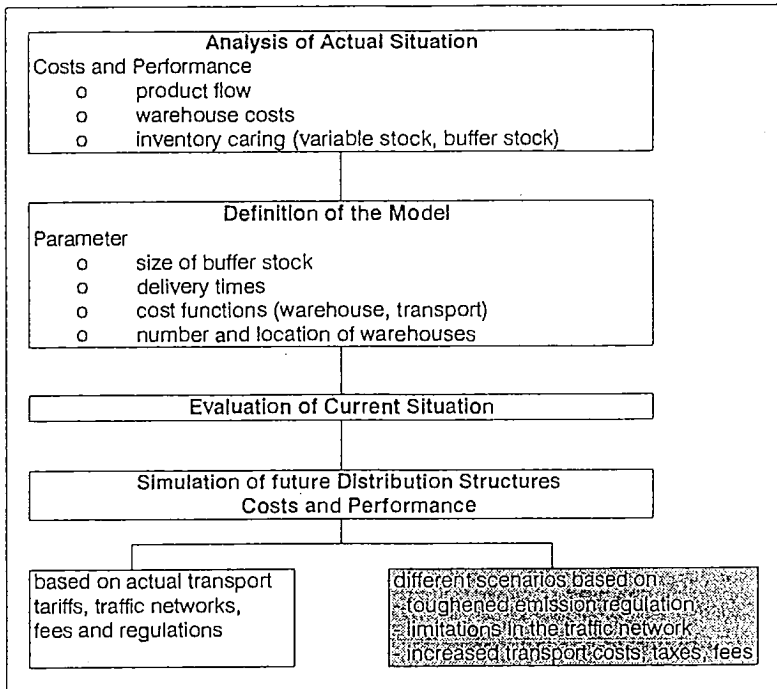 Analysis of Actual Situation
Costs and Performance
o product flow
o warehouse costs
o inventory caring (variable stock, buffer stock)
Definition of the Model
Parameter
o size of buffer stock
o delivery times
o cost functions (warehouse, transport)
o number and location of warehouses
Evaluation of Current Situation
Simulation of future Distribution Structures
Costs and Performance
based on actual transport
tariffs, traffic networks,
fees and regulations
different scenarios based on
- toughened emission regulation
- limitations in the traffic network
- increased transport costs, taxes, fees